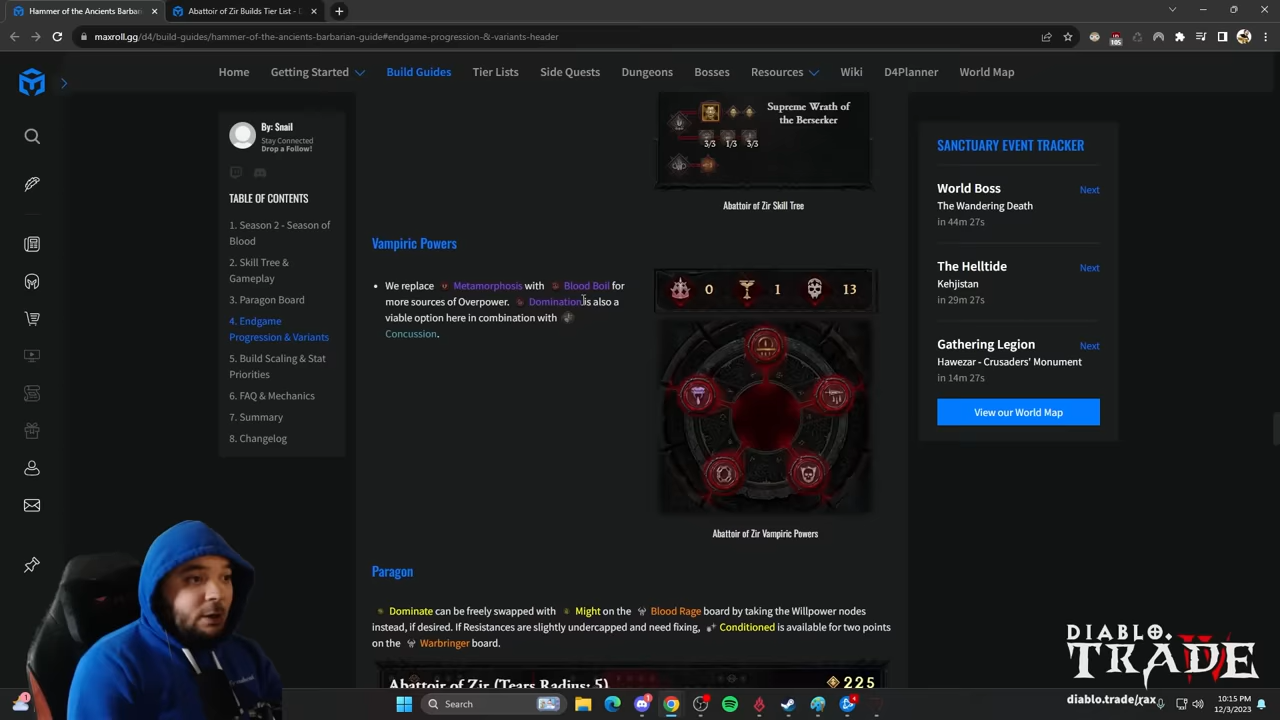 Hammer of the Ancients Barbari
Abattoir of Zir Builds Tier List - D
maxroll.gg/d4/build-guides/hammer-of-the-ancients-barbarian-guide#endgame-progression-&-variants-header
105
Home
Getting Started
Build Guides
Tier Lists
Side Quests
Dungeons
Bosses
Resources
Wiki
D4Planner
World Map
By: Snail
Stay Connected
Drop a Follow!
TABLE OF CONTENTS
1. Season 2 - Season of
Blood
2. Skill Tree &
Gameplay
3. Paragon Board
4. Endgame
Progression & Variants
5. Build Scaling & Stat
Priorities
6. FAQ & Mechanics
7. Summary
8. Changelog
Supreme Wrath of
the Berserker
3/3
1/3
3/3
Abattoir of Zir Skill Tree
Vampiric Powers
We replace Metamorphosis with Blood Boil for
more sources of Overpower. Domination is also a
viable option here in combination with
Concussion.
0
1
13
Abattoir of Zir Vampiric Powers
Paragon
Dominate can be freely swapped with Might on the Blood Rage board by taking the Willpower nodes
instead, if desired. If Resistances are slightly undercapped and need fixing, Conditioned is available for two points
on the Warbringer board.
Abattoir of Zir (Tears Radius: 5)
225
SANCTUARY EVENT TRACKER
World Boss
Next
The Wandering Death
in 44m 27s
The Helltide
Next
Kehjistan
in 29m 27s
Gathering Legion
Next
Hawezar - Crusaders' Monument
in 14m 27s
View our World Map
DIABLO.
TRADE
diablo.trade/rax
Search
10:15 PM
12/3/2023